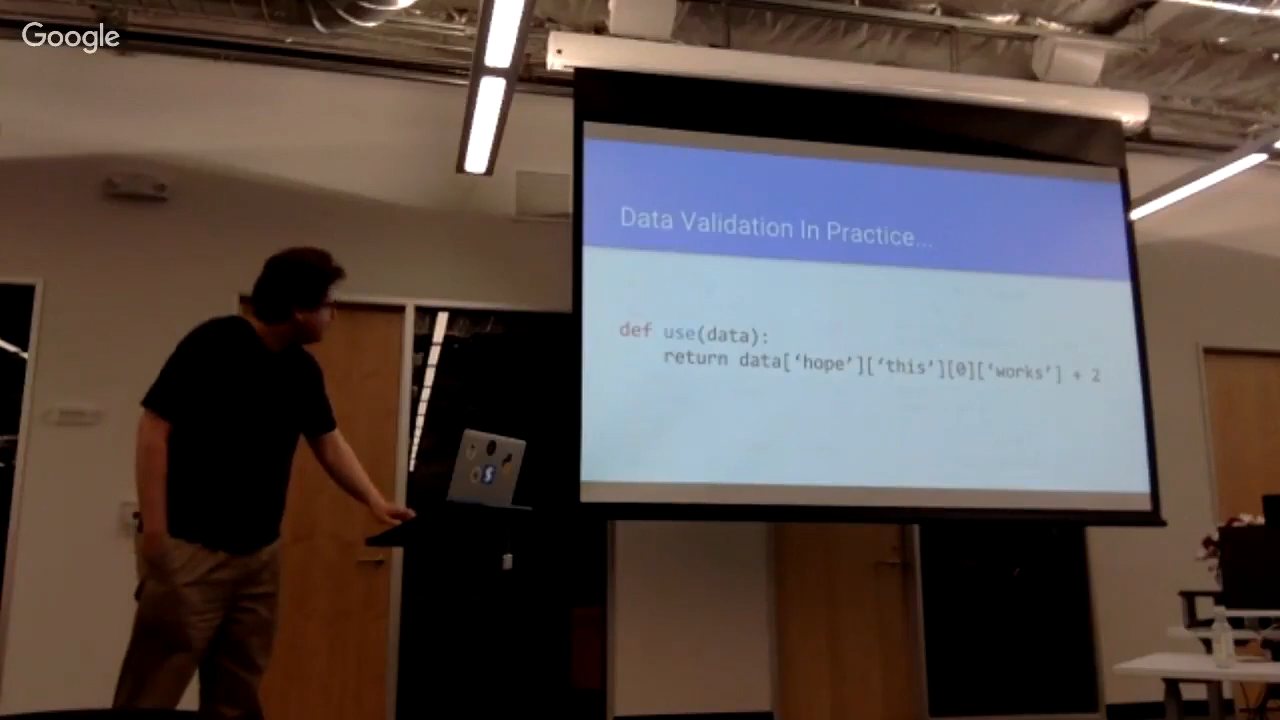 Google
Data Validation In Practice...
def use(data):
    return data[‘hope’][‘this’][0][‘works’] + 2